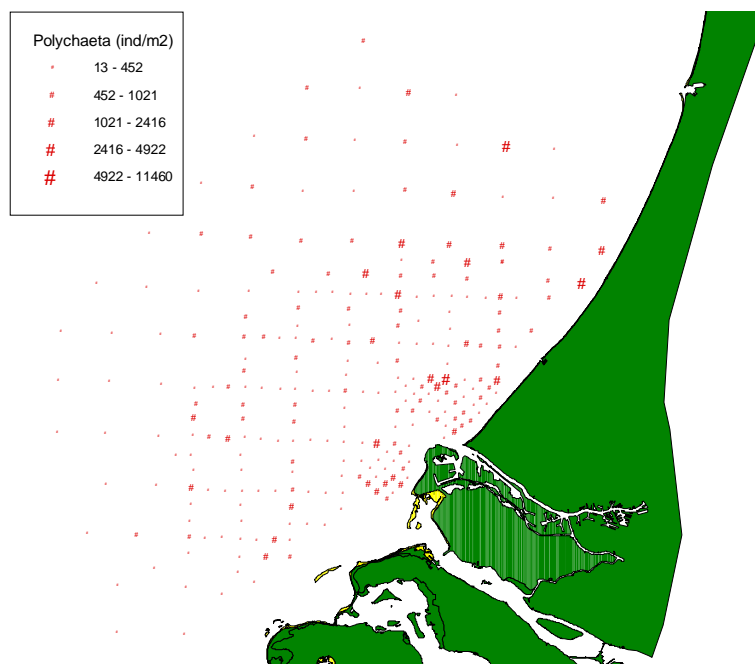 Polychaeta (ind/m2)
# 13 - 452
# 452 - 1021
# 1021 - 2416
# 2416 - 4922
# 4922 - 11460